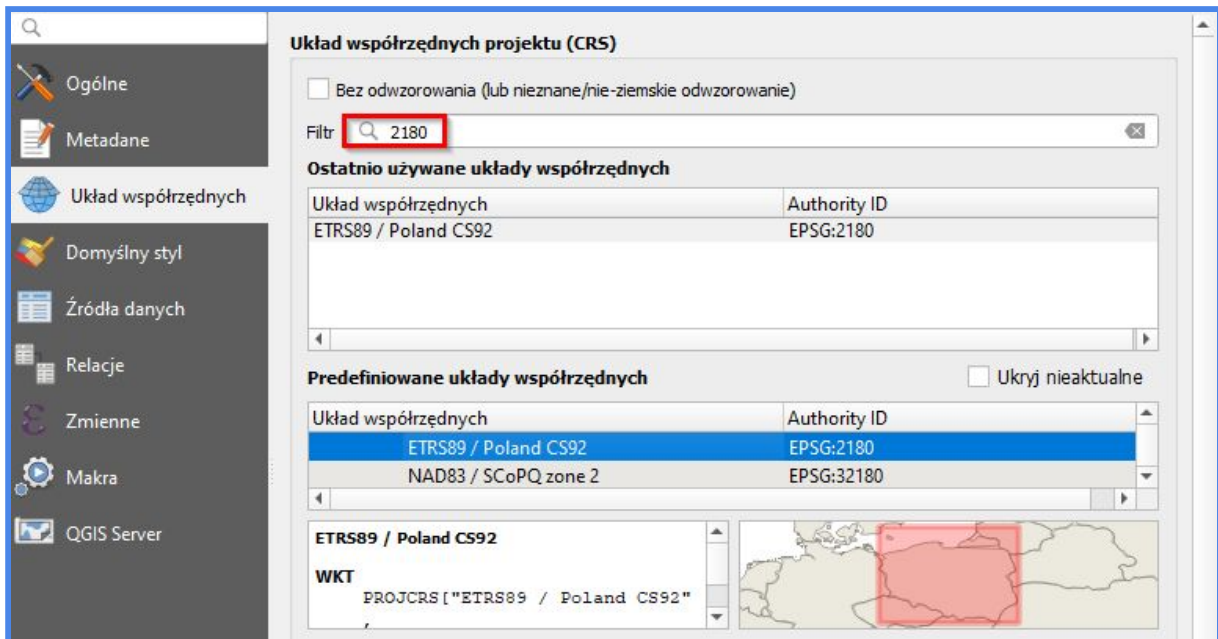 Ogólne
Metadane
Układ współrzędnych
Domyślny styl
Źródła danych
Relacje
Zmienne
Makra
QGIS Server
Układ współrzędnych projektu (CRS)
Bez odwzorowania (lub nieznane/nie-ziemskie odwzorowanie)
Filtr 2180
Ostatnio używane układy współrzędnych
Układ współrzędnych Authority ID
ETRS89 / Poland CS92 EPSG:2180
Predefiniowane układy współrzędnych Ukryj nieaktualne
Układ współrzędnych Authority ID
ETRS89 / Poland CS92 EPSG:2180
NAD83 / SCoPQ zone 2 EPSG:32180
ETRS89 / Poland CS92
WKT
PROJCRS["ETRS89 / Poland CS92"
,